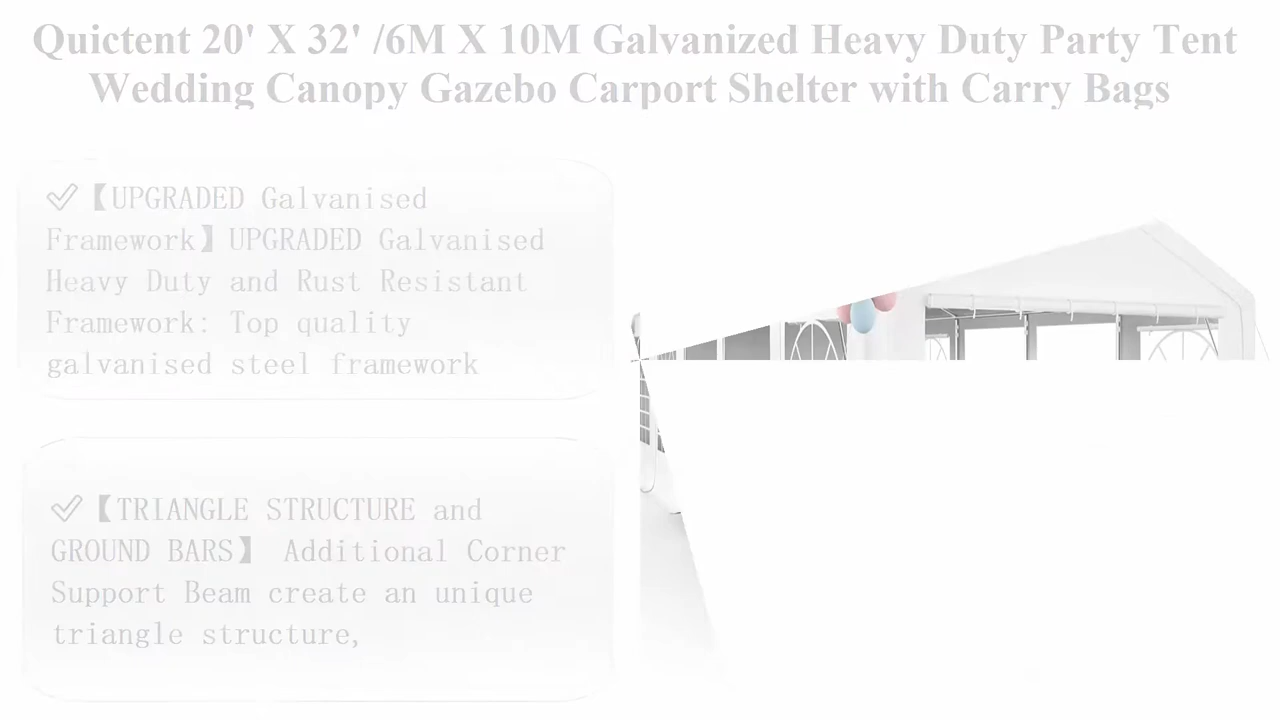 Quictent 20' X 32' /6M X 10M Galvanized Heavy Duty Party Tent
Wedding Canopy Gazebo Carport Shelter with Carry Bags
✓【UPGRADED Galvanised
Framework】UPGRADED Galvanised
Heavy Duty and Rust Resistant
Framework: Top quality
galvanised steel framework
✓【TRIANGLE STRUCTURE and
GROUND BARS】 Additional Corner
Support Beam create an unique
triangle structure,